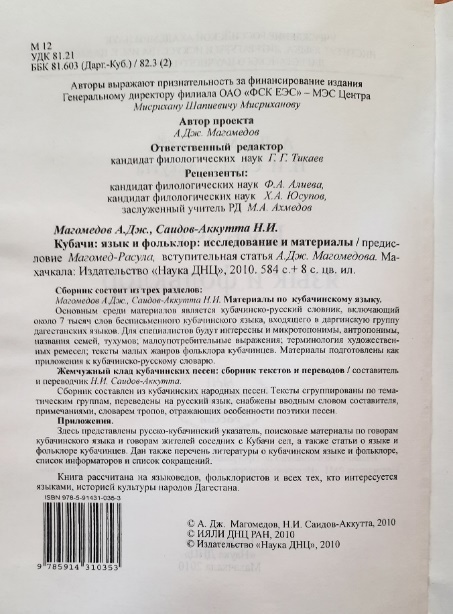 М 12
УДК 81.21
ББК 81.603 (Дарг.-Куб.) / 82.3 (2)
Авторы выражают признательность за финансирование издания
Генеральному директору филиала ОАО «ФСК ЕЭС» – МЭС Центра
Мисрихану Шапиевичу Мисриханову
Автор проекта
А.Дж. Магомедов
Ответственный редактор
кандидат филологических наук Г. Г. Тикаев
Рецензенты:
кандидат филологических наук Ф.А. Алиева,
кандидат филологических наук Х.А. Юсупов,
заслуженный учитель РД М.А. Ахмедов
Магомедов А.Дж., Саидов-Аккутта Н.И.
Кубачи: язык и фольклор: исследование и материалы / предисловие Магомед-Расула, вступительная статья А.Дж. Магомедова. Махачкала: Издательство «Наука ДНЦ», 2010. 584 с.+ 8 с. цв. ил.
Сборник состоит из трех разделов:
Магомедов А.Дж., Саидов-Аккутта Н.И. Материалы по кубачинскому языку.
Основным среди материалов является кубачинско-русский словник, включающий
около 7 тысяч слов бесписьменного кубачинского языка, входящего в даргинскую группу
дагестанских языков. Для специалистов будут интересны и микротопонимы, антропонимы,
названия семей, тухумов; малоупотребительные выражения; терминология художествен-
ных ремесел; тексты малых жанров фольклора кубачинцев. Материалы подготовлены как
приложения к кубачинско-русскому словарю.
Жемчужный клад кубачинских песен: сборник текстов и переводов / составитель
и переводчик Н.И. Саидов-Аккутта.
Сборник составлен из кубачинских народных песен. Тексты сгруппированы по тема-
тическим группам, переведены на русский язык, снабжены вводным словом составителя,
примечаниями, словарем тропов, отражающих особенности поэтики песен.
Приложения.
Здесь представлены русско-кубачинский указатель, поисковые материалы по говорам
кубачинского языка и говорам жителей соседних с Кубачи сел, а также статьи о языке и
фольклоре кубачинцев. Дан также перечень литературы о кубачинском языке и фольклоре,
список информаторов и список сокращений.
Книга рассчитана на языковедов, фольклористов и всех тех, кто интересуется
языками, историей культуры народов Дагестана.
ISBN 978-5-91431-035-3
9 785914 310353
© А. Дж. Магомедов, Н.И. Саидов-Аккутта, 2010
© ИЯЛИ ДНЦ РАН, 2010
© Издательство «Наука ДНЦ», 2010